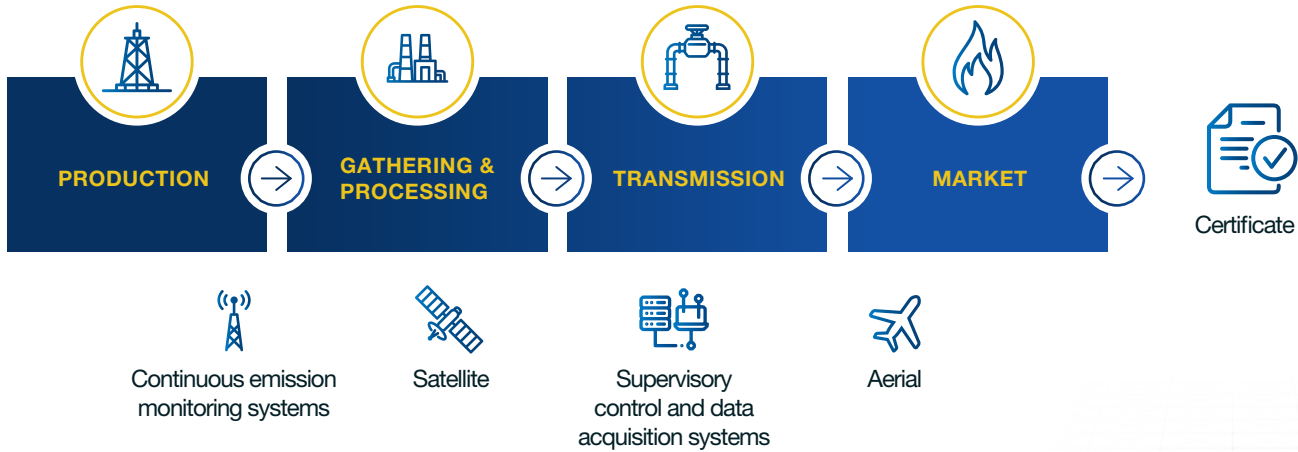 PRODUCTION
GATHERING &
PROCESSING
TRANSMISSION
MARKET
Certificate
Continuous emission
monitoring systems
Satellite
Supervisory
control and data
acquisition systems
Aerial